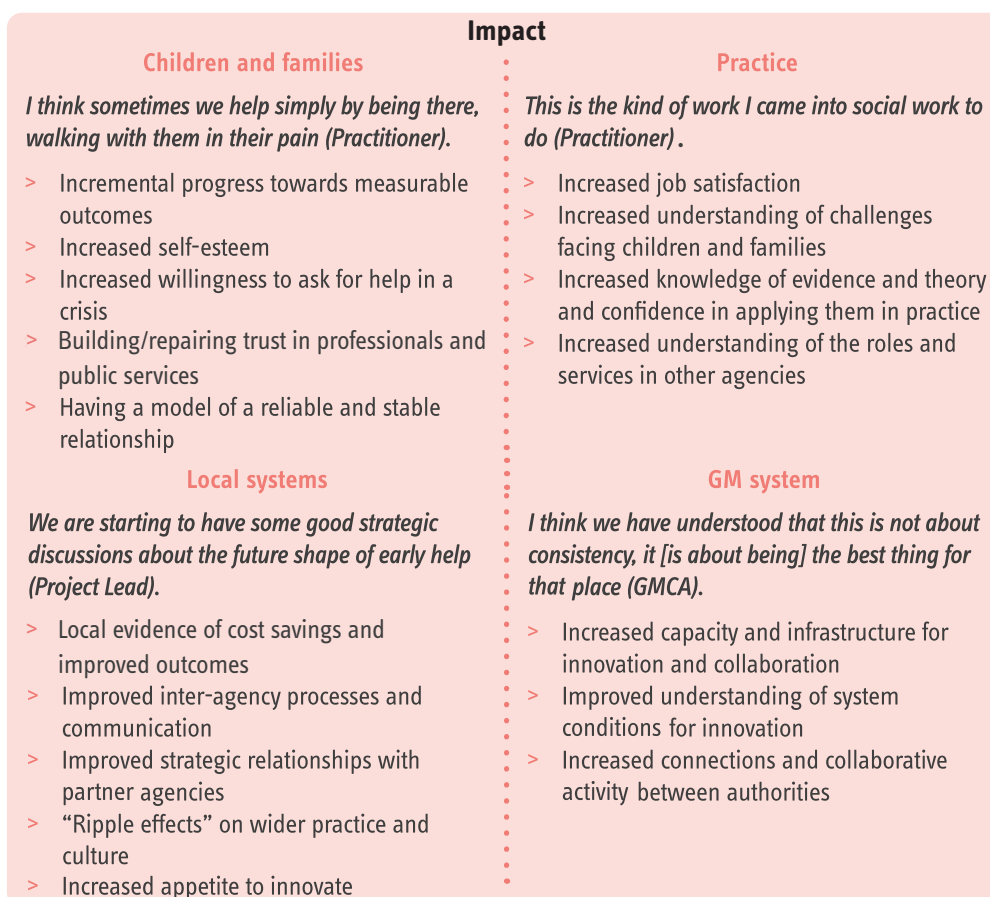 Impact
Children and families
I think sometimes we help simply by being there,
walking with them in their pain (Practitioner).
> Incremental progress towards measurable
outcomes
> Increased self-esteem
> Increased willingness to ask for help in a
crisis
> Building/repairing trust in professionals and
public services
> Having a model of a reliable and stable
relationship
Practice
This is the kind of work I came into social work to
do (Practitioner) .
> Increased job satisfaction
> Increased understanding of challenges
facing children and families
> Increased knowledge of evidence and theory
and confidence in applying them in practice
> Increased understanding of the roles and
services in other agencies
Local systems
We are starting to have some good strategic
discussions about the future shape of early help
(Project Lead).
> Local evidence of cost savings and
improved outcomes
> Improved inter-agency processes and
communication
> Improved strategic relationships with
partner agencies
> “Ripple effects” on wider practice and
culture
> Increased appetite to innovate
GM system
I think we have understood that this is not about
consistency, it [is about being] the best thing for
that place (GMCA).
> Increased capacity and infrastructure for
innovation and collaboration
> Improved understanding of system
conditions for innovation
> Increased connections and collaborative
activity between authorities